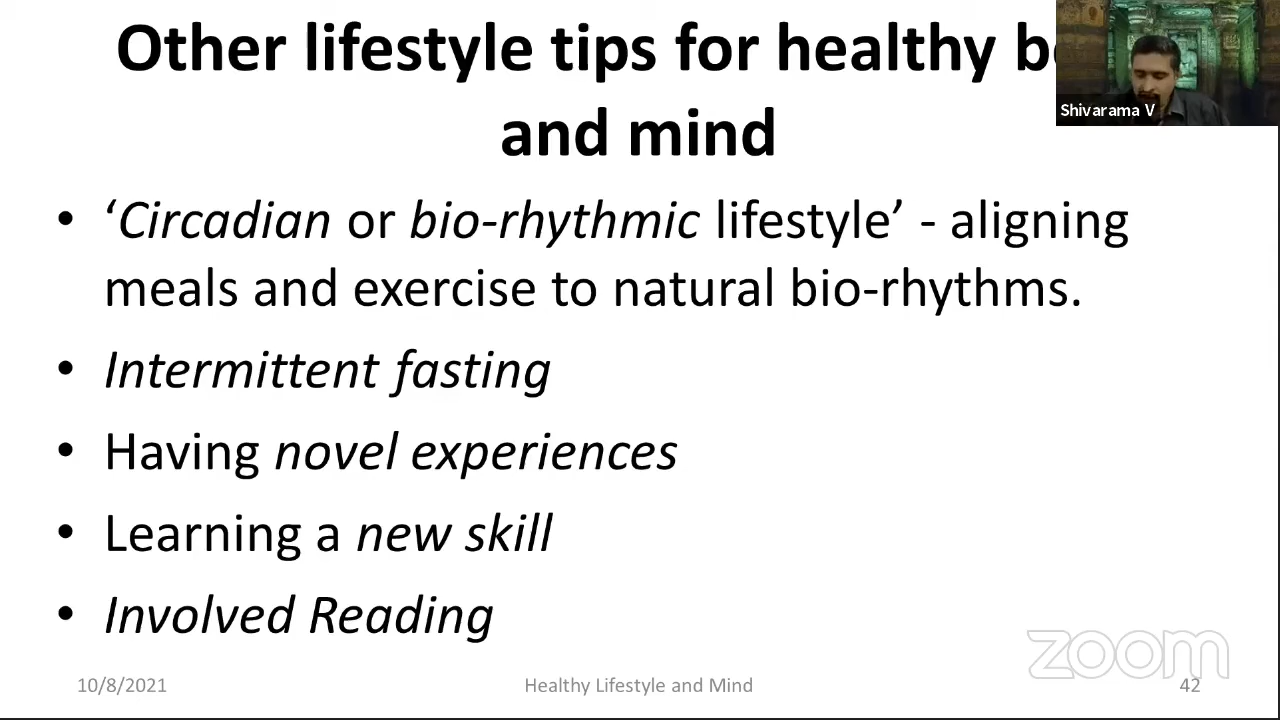 Other lifestyle tips for healthy
and mind
Shivarama V
• ‘Circadian or bio-rhythmic lifestyle’ - aligning
meals and exercise to natural bio-rhythms.
• Intermittent fasting
• Having novel experiences
• Learning a new skill
• Involved Reading
zoom
10/8/2021
Healthy Lifestyle and Mind
42